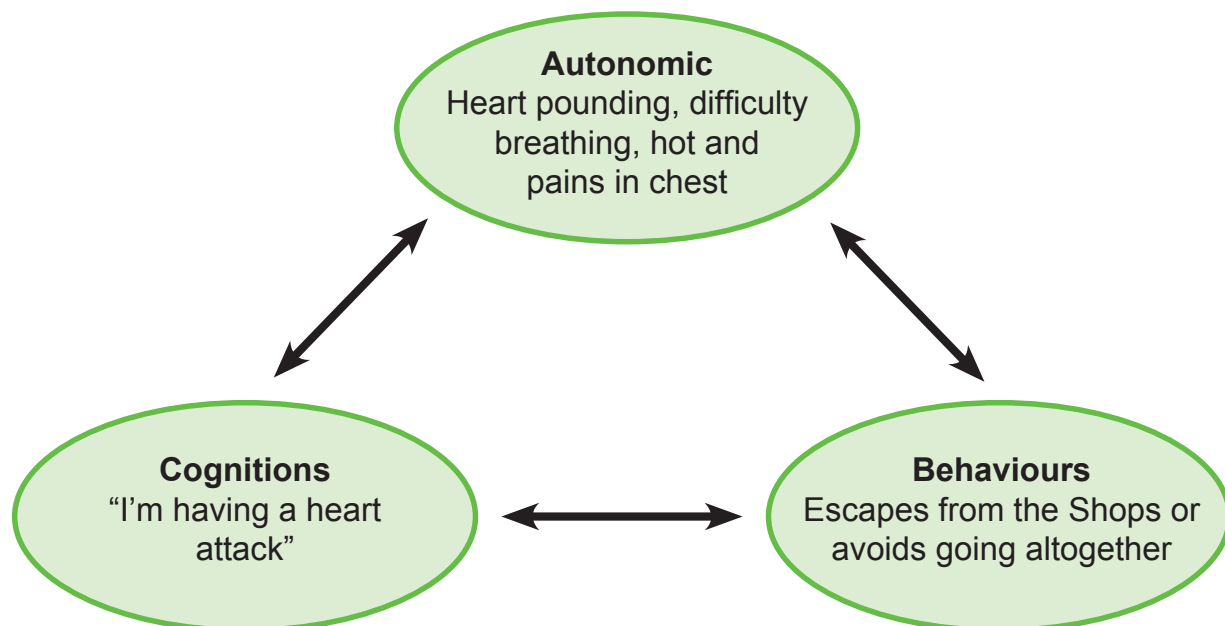 Autonomic
Heart pounding, difficulty
breathing, hot and
pains in chest
Cognitions
“I’m having a heart
attack”
Behaviours
Escapes from the Shops or
avoids going altogether